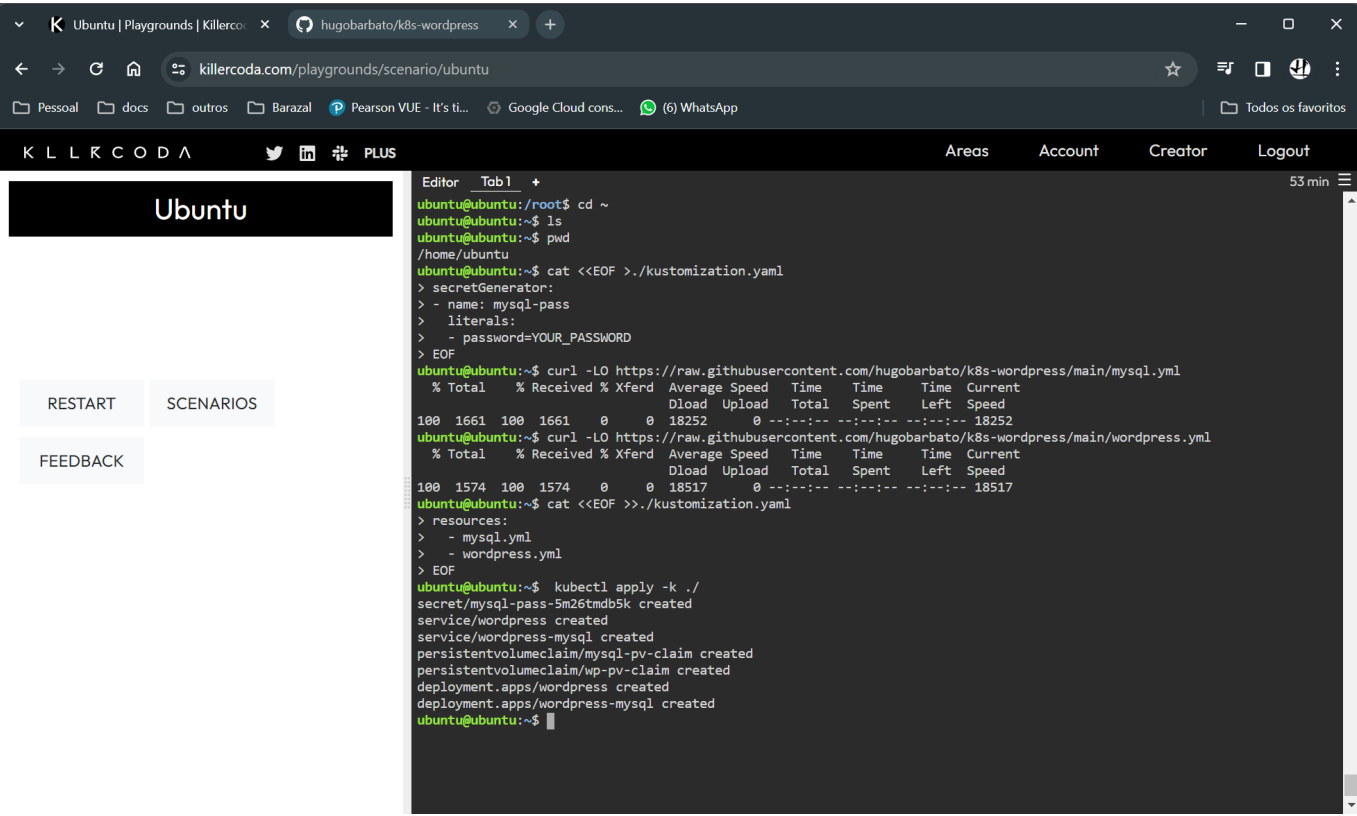 Ubuntu | Playgrounds | Killercoc
hugobarbato/k8s-wordpress
killercoda.com/playgrounds/scenario/ubuntu
Pessoal docs outros Barazal Pearson VUE - It's ti... Google Cloud cons... (6) WhatsApp Todos os favoritos
KLLRCODA PLUS Areas Account Creator Logout
Ubuntu
RESTART SCENARIOS
FEEDBACK
Editor Tab 1 + 53 min
ubuntu@ubuntu:/root$ cd ~
ubuntu@ubuntu:~$ ls
ubuntu@ubuntu:~$ pwd
/home/ubuntu
ubuntu@ubuntu:~$ cat <<EOF >./kustomization.yaml
> secretGenerator:
> - name: mysql-pass
>   literals:
>   - password=YOUR_PASSWORD
> EOF
ubuntu@ubuntu:~$ curl -LO https://raw.githubusercontent.com/hugobarbato/k8s-wordpress/main/mysql.yml
  % Total    % Received % Xferd  Average Speed   Time    Time     Time  Current
                                 Dload  Upload   Total   Spent    Left  Speed
100  1661  100  1661    0     0  18252      0 --:--:-- --:--:-- --:--:-- 18252
ubuntu@ubuntu:~$ curl -LO https://raw.githubusercontent.com/hugobarbato/k8s-wordpress/main/wordpress.yml
  % Total    % Received % Xferd  Average Speed   Time    Time     Time  Current
                                 Dload  Upload   Total   Spent    Left  Speed
100  1574  100  1574    0     0  18517      0 --:--:-- --:--:-- --:--:-- 18517
ubuntu@ubuntu:~$ cat <<EOF >>./kustomization.yaml
> resources:
>   - mysql.yml
>   - wordpress.yml
> EOF
ubuntu@ubuntu:~$  kubectl apply -k ./
secret/mysql-pass-5m26tmdb5k created
service/wordpress created
service/wordpress-mysql created
persistentvolumeclaim/mysql-pv-claim created
persistentvolumeclaim/wp-pv-claim created
deployment.apps/wordpress created
deployment.apps/wordpress-mysql created
ubuntu@ubuntu:~$